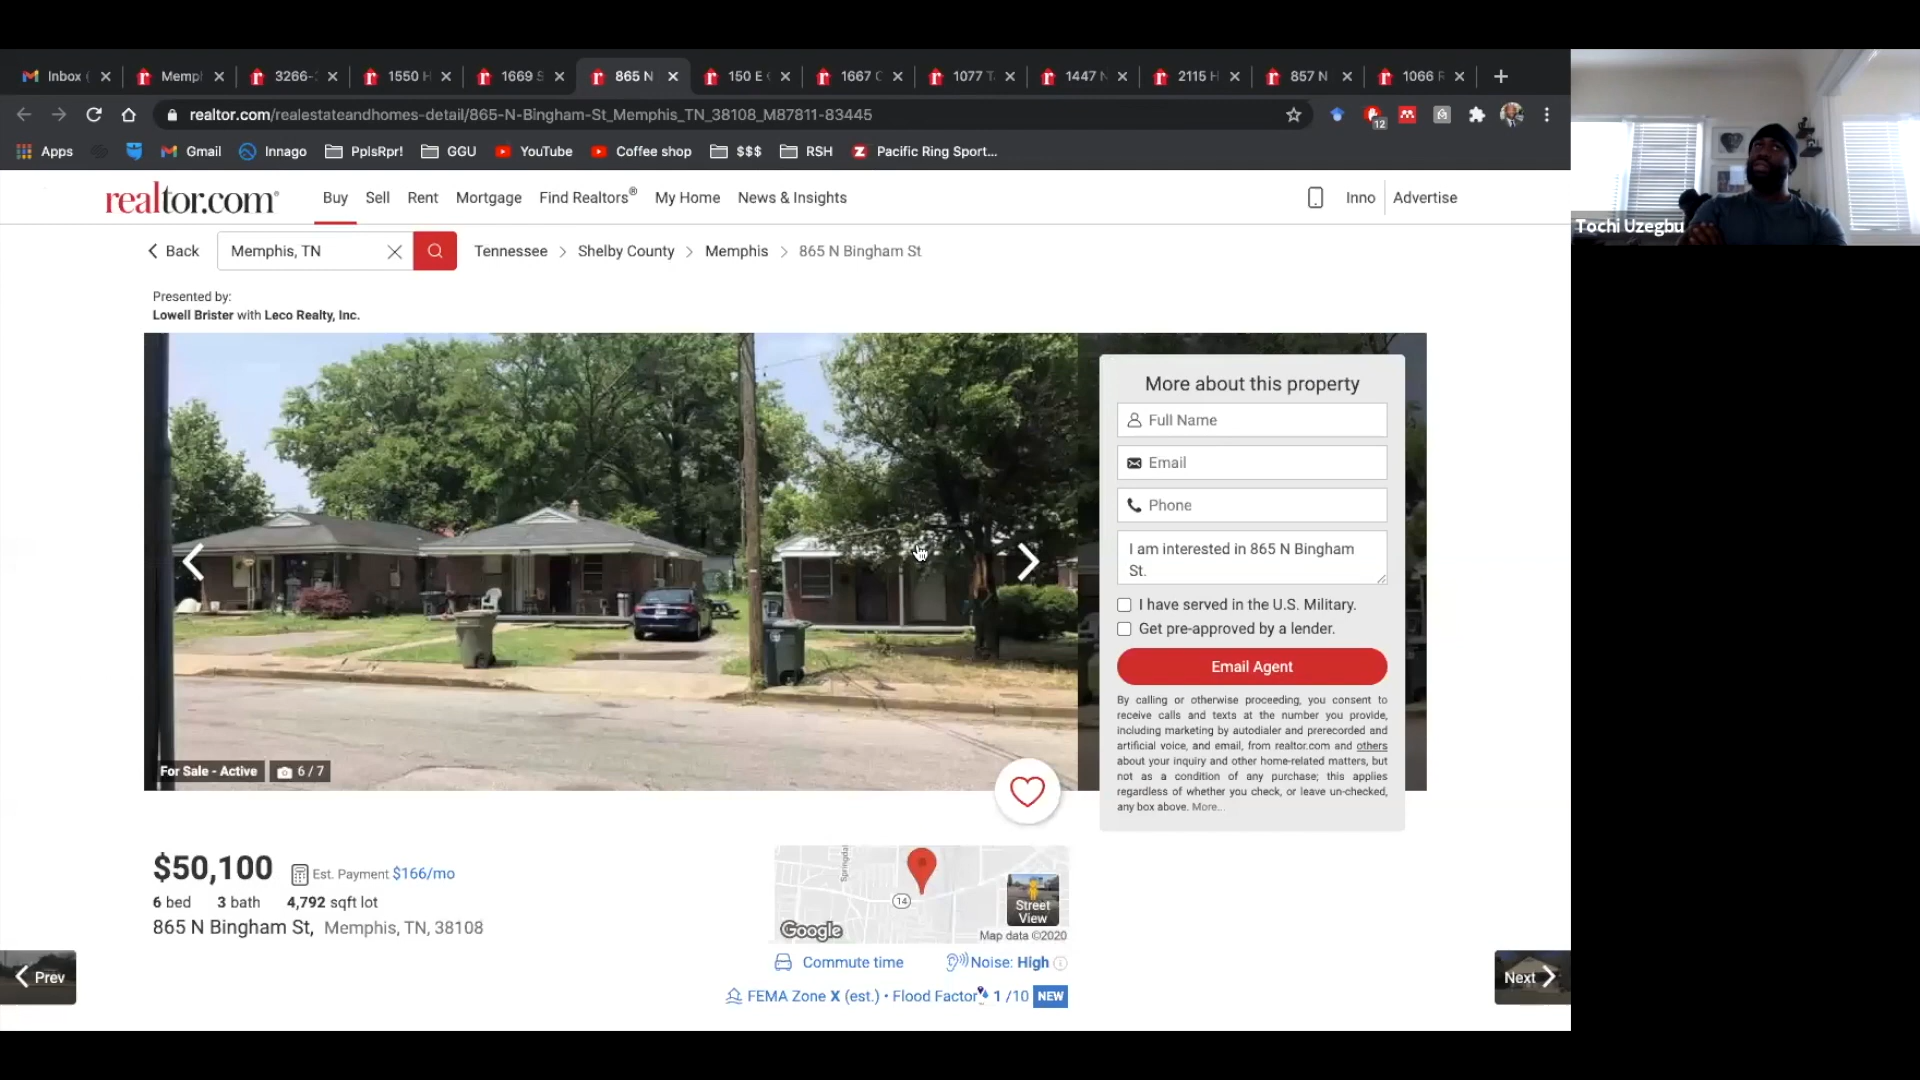 Inbox
Memp
3266-
1550 H
1669 S
865 N
150 E
1667
1077
1447 N
2115 H
857 N
1066
realtor.com/realestateandhomes-detail/865-N-Bingham-St_Memphis_TN_38108_M87811-83445
12
Apps
Gmail
Innago
PplsRpr!
GGU
YouTube
Coffee shop
$$$
RSH
Pacific Ring Sport...
Tochi Uzegbu
realtor.com®
Buy
Sell
Rent
Mortgage
Find Realtors®
My Home
News & Insights
Inno
Advertise
Back
Memphis, TN
Tennessee > Shelby County > Memphis > 865 N Bingham St
Presented by:
Lowell Brister with Leco Realty, Inc.
More about this property
Full Name
Email
Phone
I am interested in 865 N Bingham
St.
I have served in the U.S. Military.
Get pre-approved by a lender.
Email Agent
By calling or otherwise proceeding, you consent to
receive calls and texts at the number you provide,
including marketing by autodialer and prerecorded and
artificial voice, and email, from realtor.com and others
about your inquiry and other home-related matters, but
not as a condition of any purchase; this applies
regardless of whether you check, or leave un-checked,
any box above. More...
For Sale - Active
6 / 7
$50,100
Est. Payment $166/mo
6 bed 3 bath 4,792 sqft lot
865 N Bingham St, Memphis, TN, 38108
Springdal
14
Street
View
Google
Map data ©2020
Commute time
Noise: High
FEMA Zone X (est.) • Flood Factor 1 /10 NEW
Prev
Next